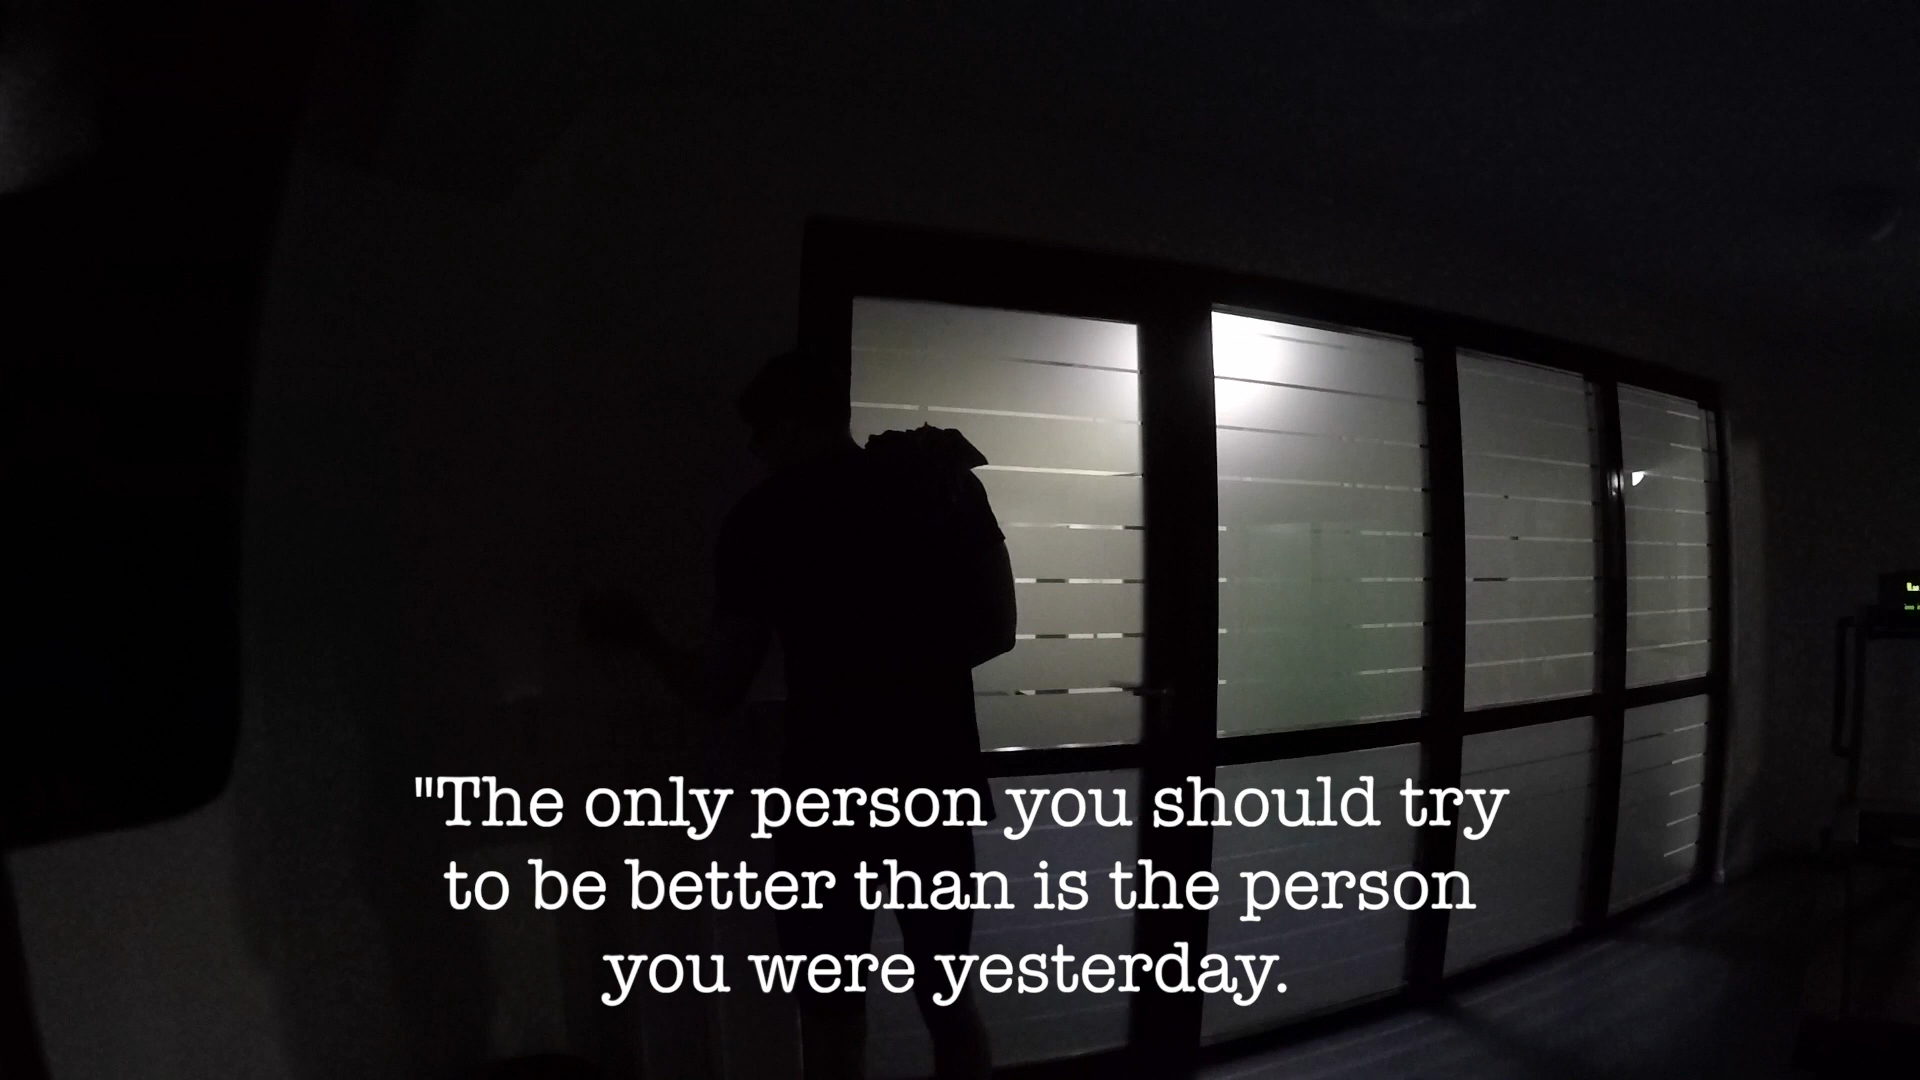 "The only person you should try
to be better than is the person
you were yesterday.